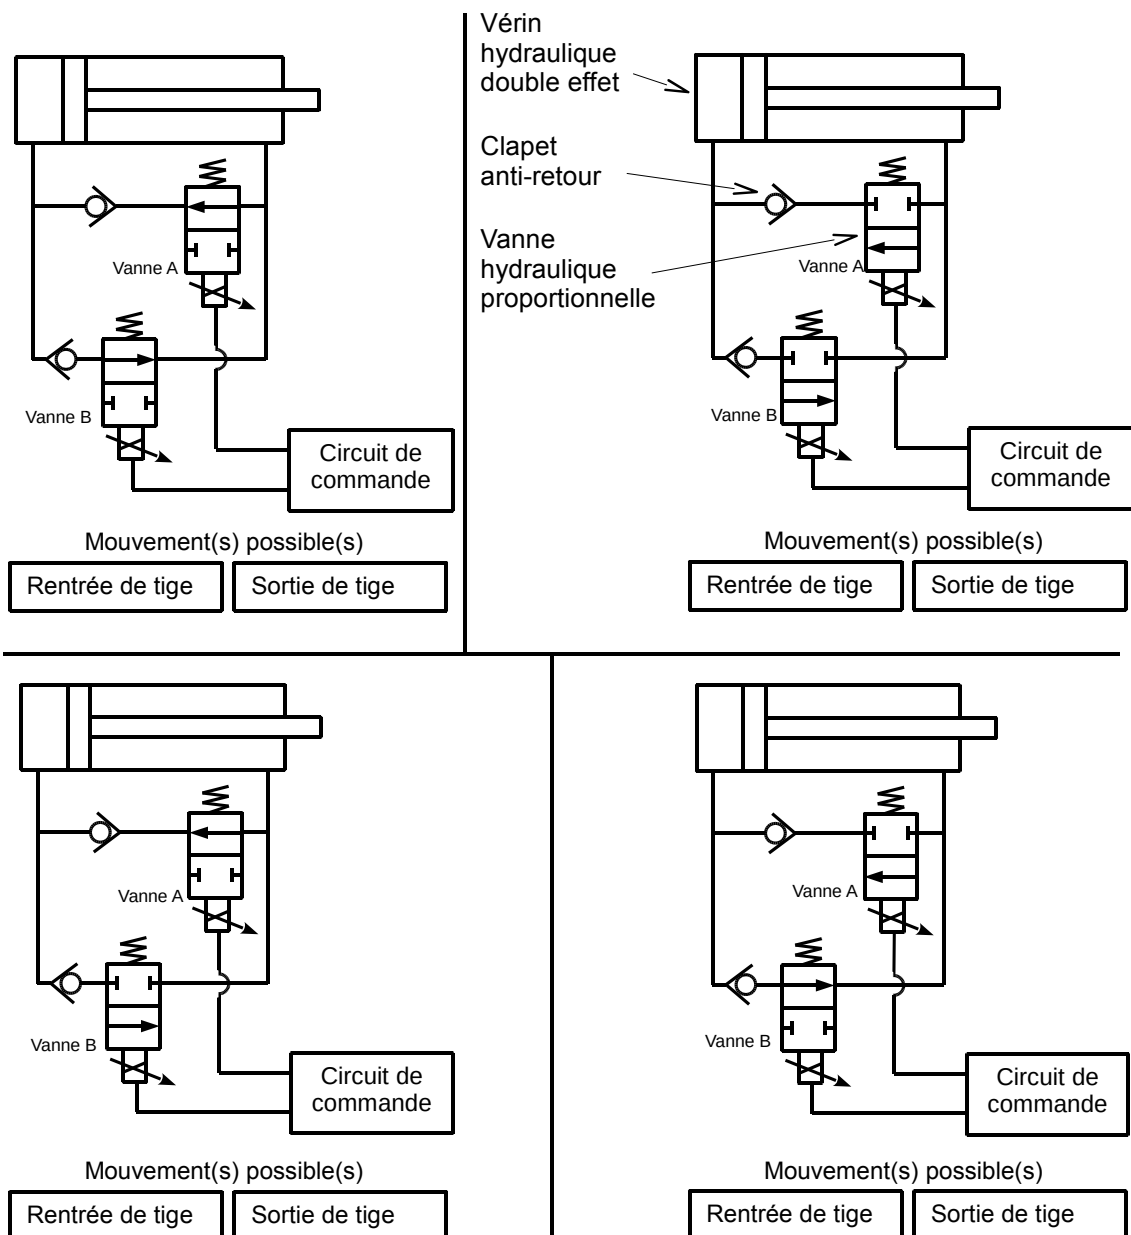 Vérin
hydraulique
double effet
Clapet
anti-retour
Vanne
hydraulique
proportionnelle
Vanne A
Vanne B
Circuit de
commande
Mouvement(s) possible(s)
Rentrée de tige
Sortie de tige
Vanne A
Vanne B
Circuit de
commande
Mouvement(s) possible(s)
Rentrée de tige
Sortie de tige
Vanne A
Vanne B
Circuit de
commande
Mouvement(s) possible(s)
Rentrée de tige
Sortie de tige
Vanne A
Vanne B
Circuit de
commande
Mouvement(s) possible(s)
Rentrée de tige
Sortie de tige